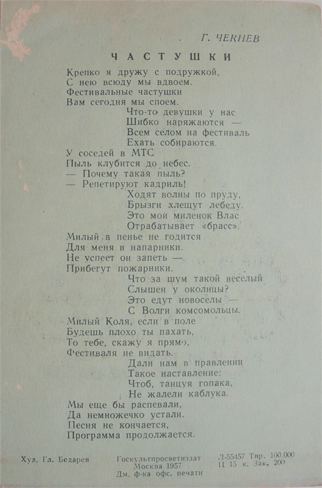 Г. ЧЕКНЕВ
ЧАСТУШКИ
Крепко я дружу с подружкой,
С нею всюду мы вдвоем.
Фестивальные частушки
Вам сегодня мы споем.
Что-то девушки у нас
Шибко наряжаются —
Всем селом на фестиваль
Ехать собираются.
У соседей в МТС
Пыль клубится до небес.
— Почему такая пыль?
— Репетируют кадриль!
Ходят волны по пруду,
Брызги хлещут лебеду.
Это мой миленок Влас
Отрабатывает «брасс».
Милый в пенье не годится
Для меня в напарники.
Не успеет он запеть —
Прибегут пожарники.
Что за шум такой веселый
Слышен у околицы?
Это едут новоселы —
С Волги комсомольцы.
Милый Коля, если в поле
Будешь плохо ты пахать,
То тебе, скажу я прямо,
Фестиваля не видать.
Дали нам в правлении
Такое наставление:
Чтоб, танцуя гопака,
Не жалели каблука.
Мы еще бы распевали,
Да немножечко устали.
Песня не кончается,
Программа продолжается.
Худ. Гл. Бедарев
Госкультпросветиздат
Москва 1957
Дм. ф-ка офс. печати
Л-55457 Тир. 100.000
Ц 15 к. Зак. 200